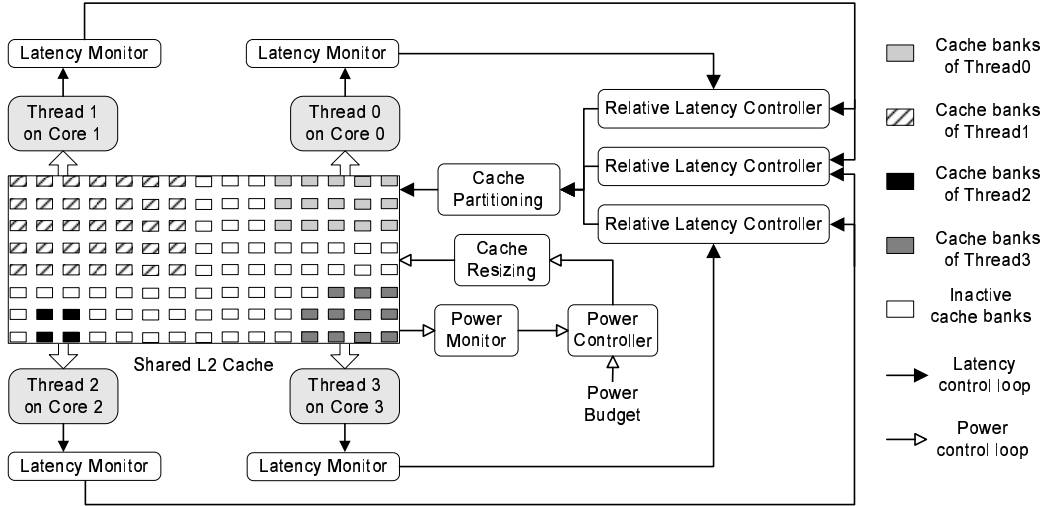 Latency Monitor
Latency Monitor
Thread 1
on Core 1
Thread 0
on Core 0
Relative Latency Controller
Relative Latency Controller
Relative Latency Controller
Cache
Partitioning
Cache
Resizing
Power
Monitor
Power
Controller
Power
Budget
Shared L2 Cache
Thread 2
on Core 2
Thread 3
on Core 3
Latency Monitor
Latency Monitor
Cache banks
of Thread0
Cache banks
of Thread1
Cache banks
of Thread2
Cache banks
of Thread3
Inactive
cache banks
Latency
control loop
Power
control loop